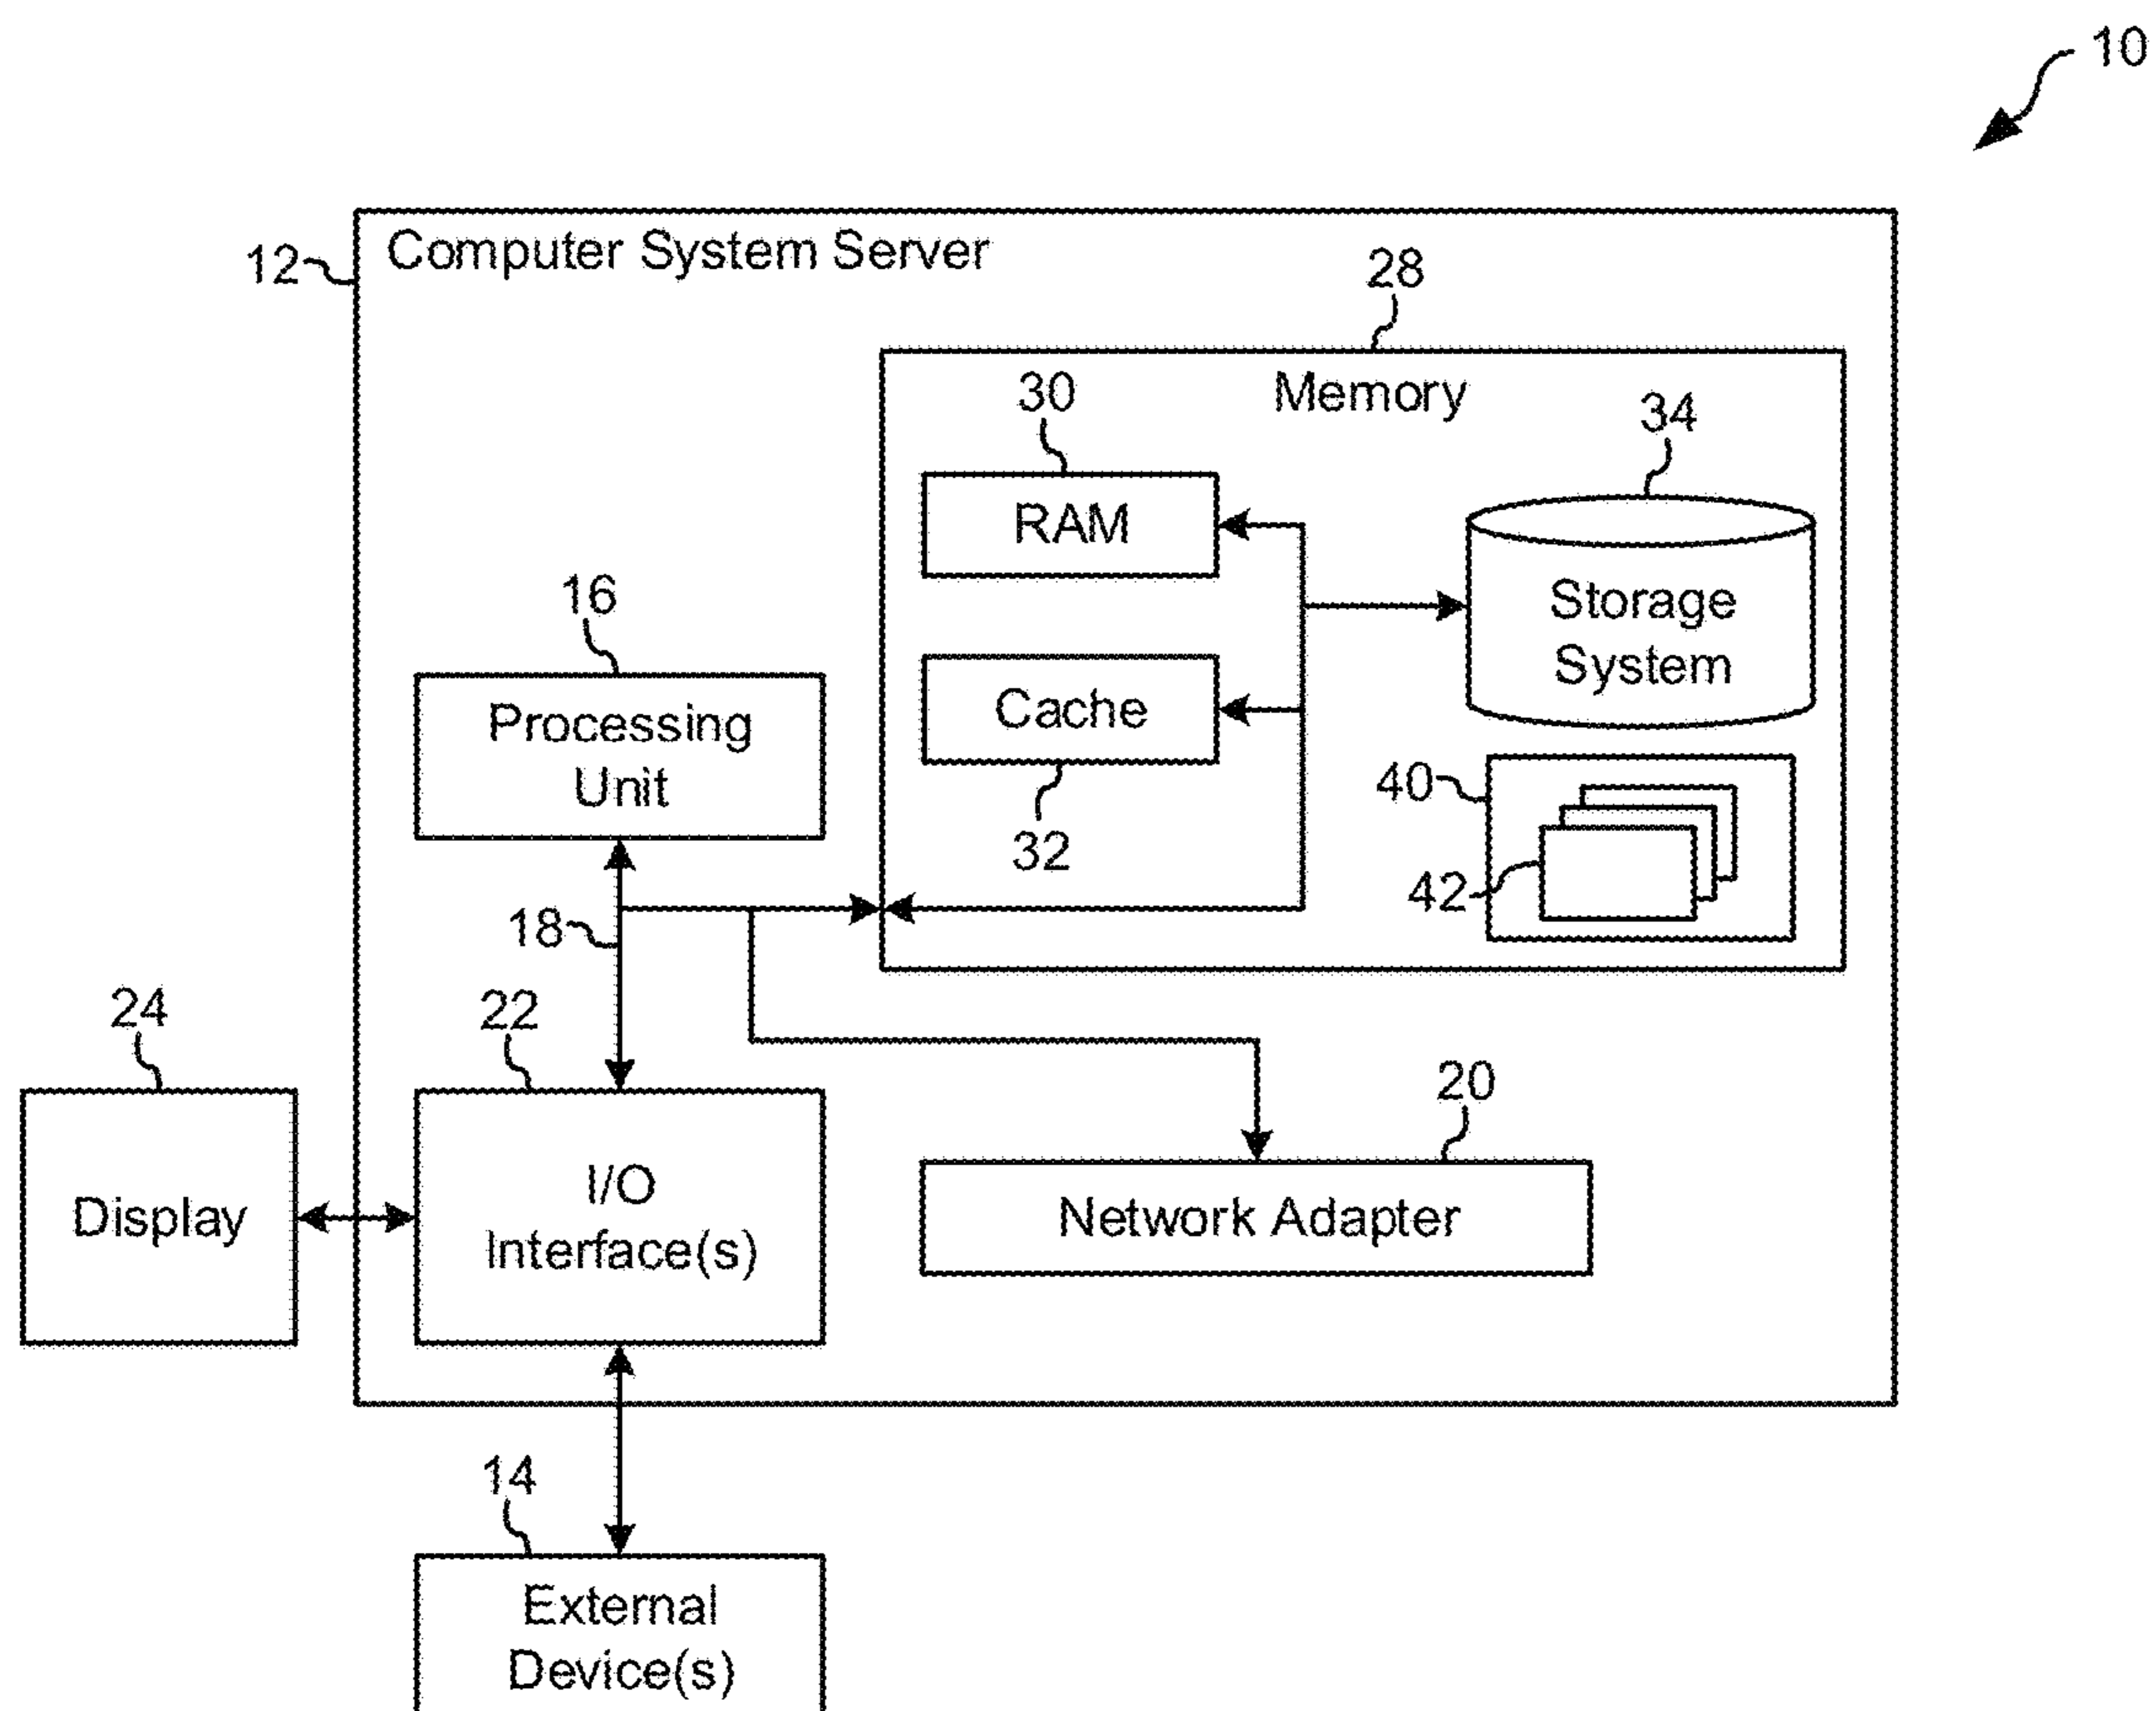 10
12
Computer System Server
28
Memory
30
34
RAM
Storage
System
16
Processing
Unit
Cache
32
40
42
18
24
22
20
Display
I/O
Interface(s)
Network Adapter
14
External
Device(s)